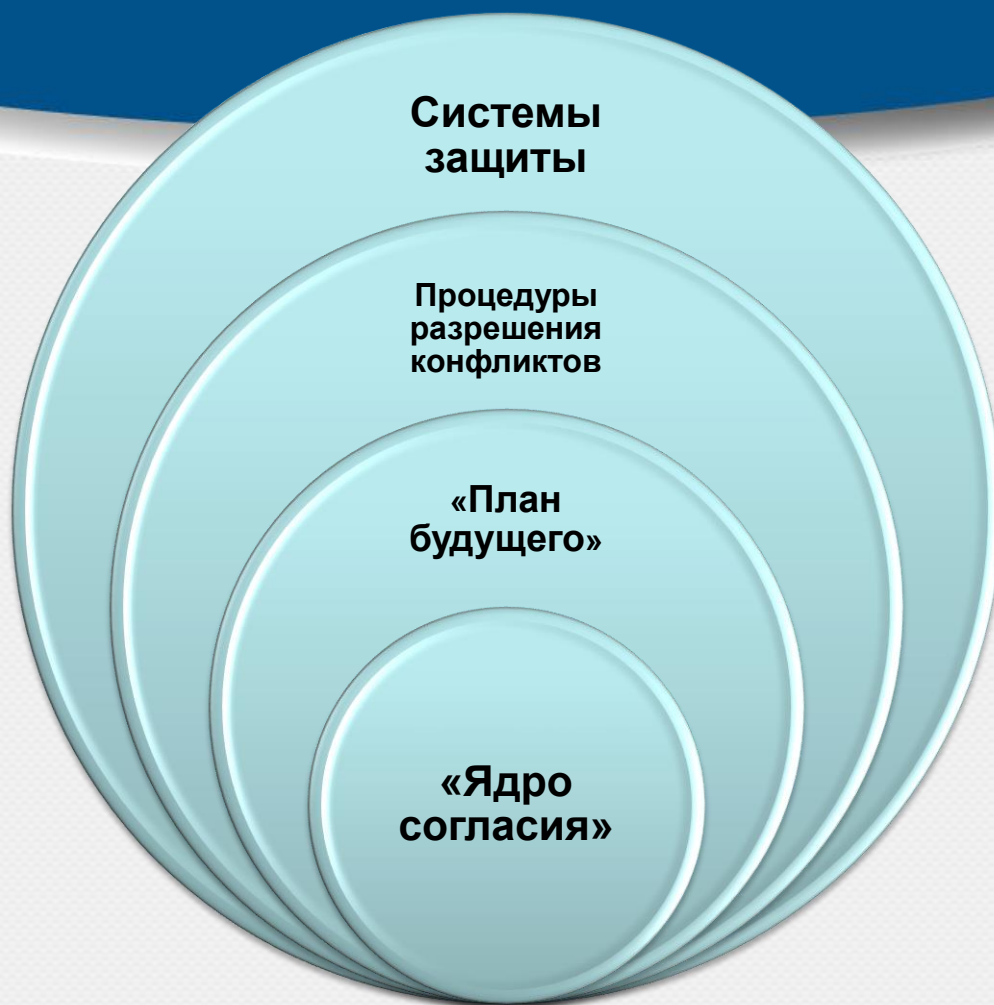 Системы
защиты
Процедуры
разрешения
конфликтов
«План
будущего»
«Ядро
согласия»